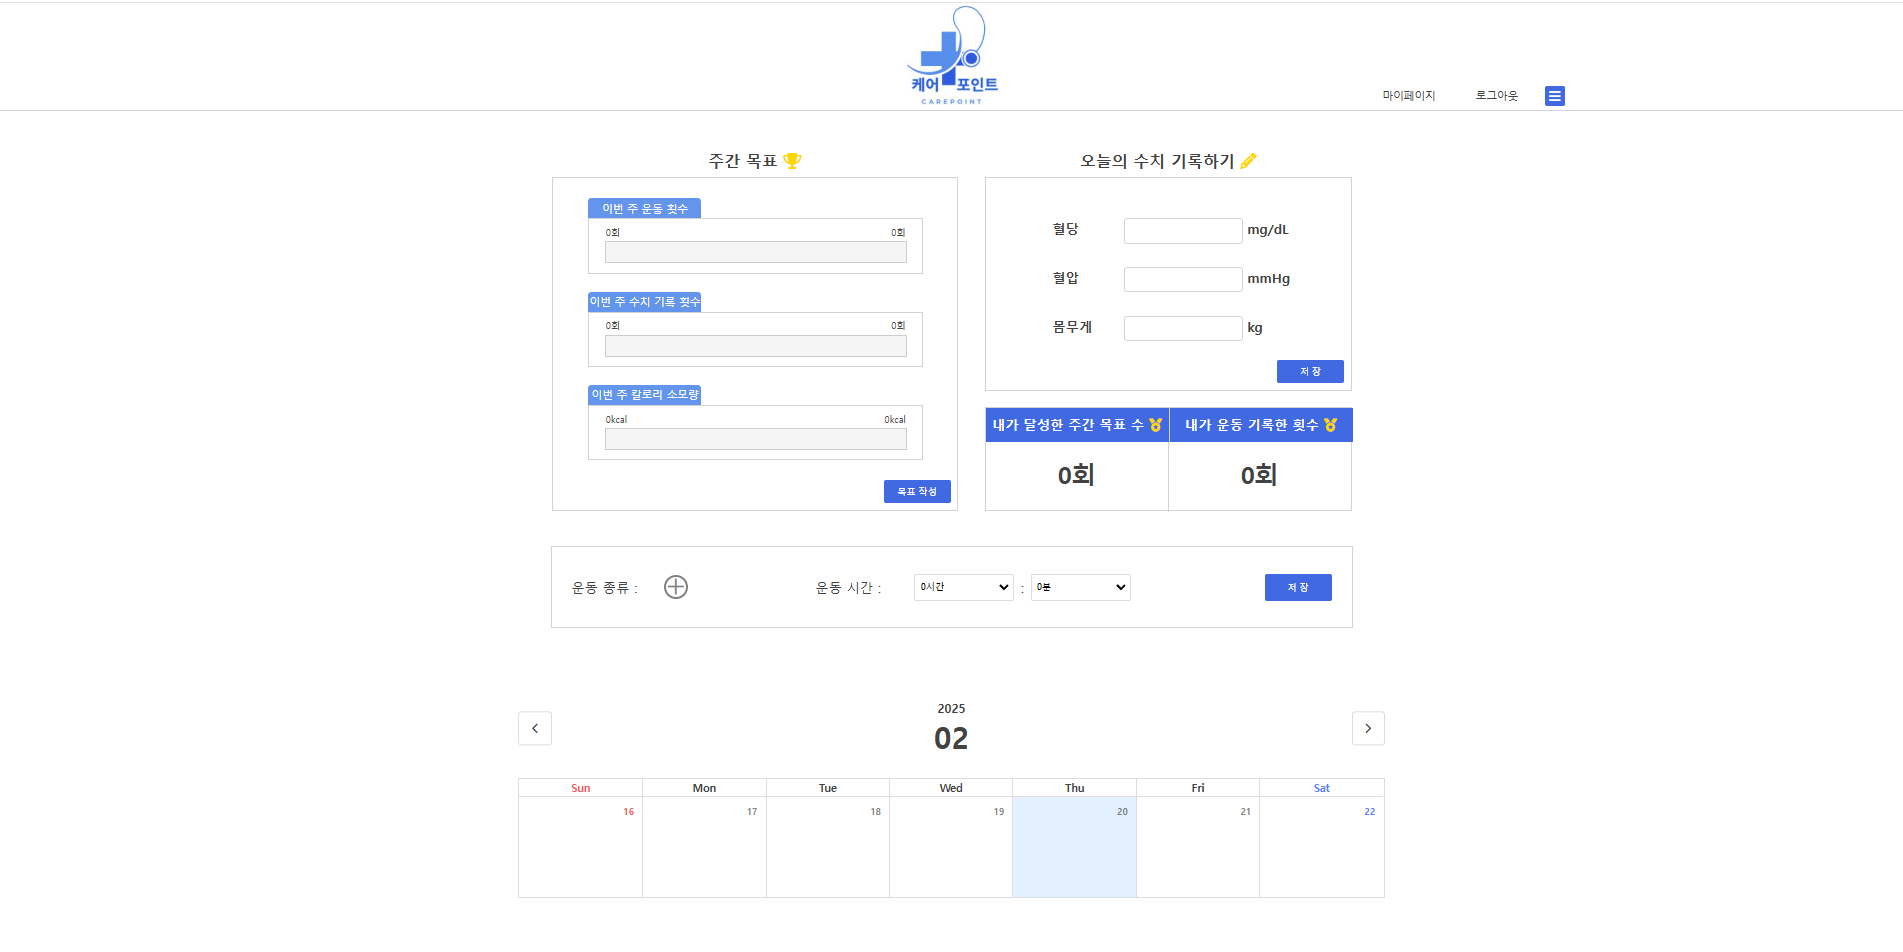 케어 포인트
CAREPOINT
마이페이지 로그아웃
주간 목표
이번 주 운동 횟수
0회 0회
이번 주 수치 기록 횟수
0회 0회
이번 주 칼로리 소모량
0kcal 0kcal
목표 작성
오늘의 수치 기록하기
혈당 mg/dL
혈압 mmHg
몸무게 kg
저 장
내가 달성한 주간 목표 수 내가 운동 기록한 횟수
0회 0회
운동 종류 : 운동 시간 : 0시간 : 0분 저 장
2025
02
Sun Mon Tue Wed Thu Fri Sat
16 17 18 19 20 21 22